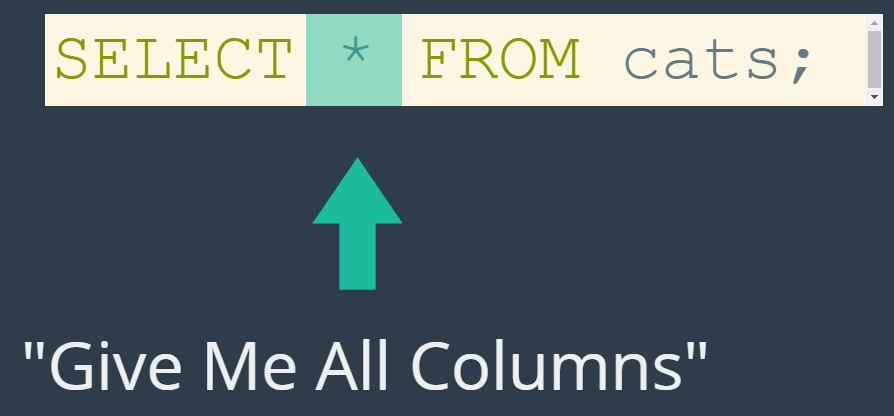 SELECT * FROM cats;
"Give Me All Columns"